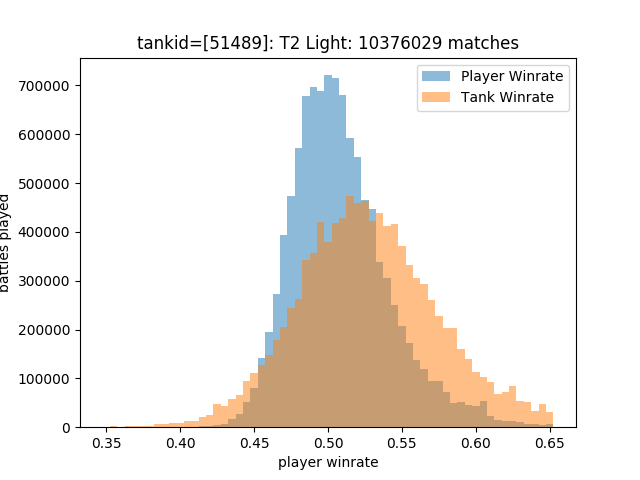 tankid=[51489]: T2 Light: 10376029 matches
Player Winrate
Tank Winrate
700000
600000
500000
400000
300000
200000
100000
0
battles played
0.35 0.40 0.45 0.50 0.55 0.60 0.65
player winrate